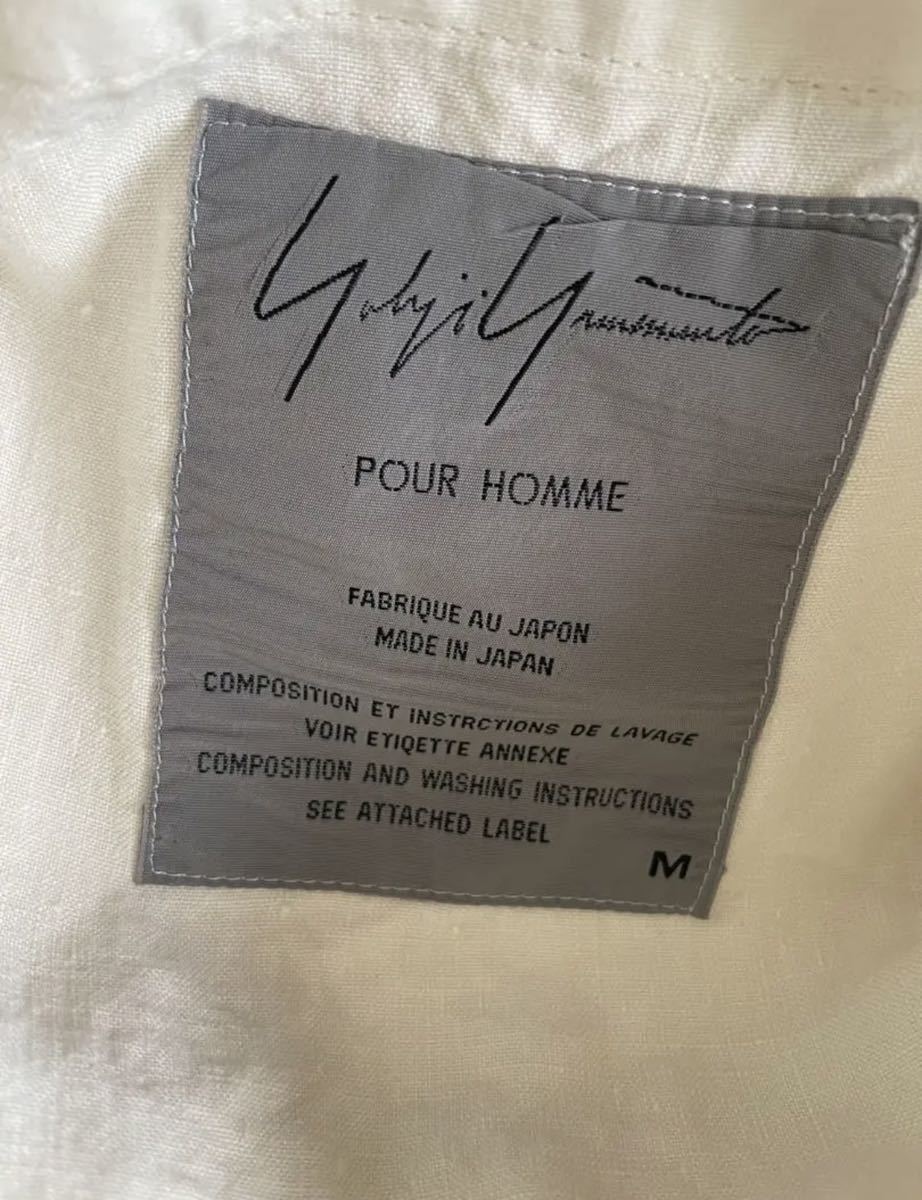 Yohji Yamamoto
POUR HOMME
FABRIQUE AU JAPON
MADE IN JAPAN
COMPOSITION ET INSTRCTIONS DE LAVAGE
VOIR ETIQETTE ANNEXE
COMPOSITION AND WASHING INSTRUCTIONS
SEE ATTACHED LABEL
M